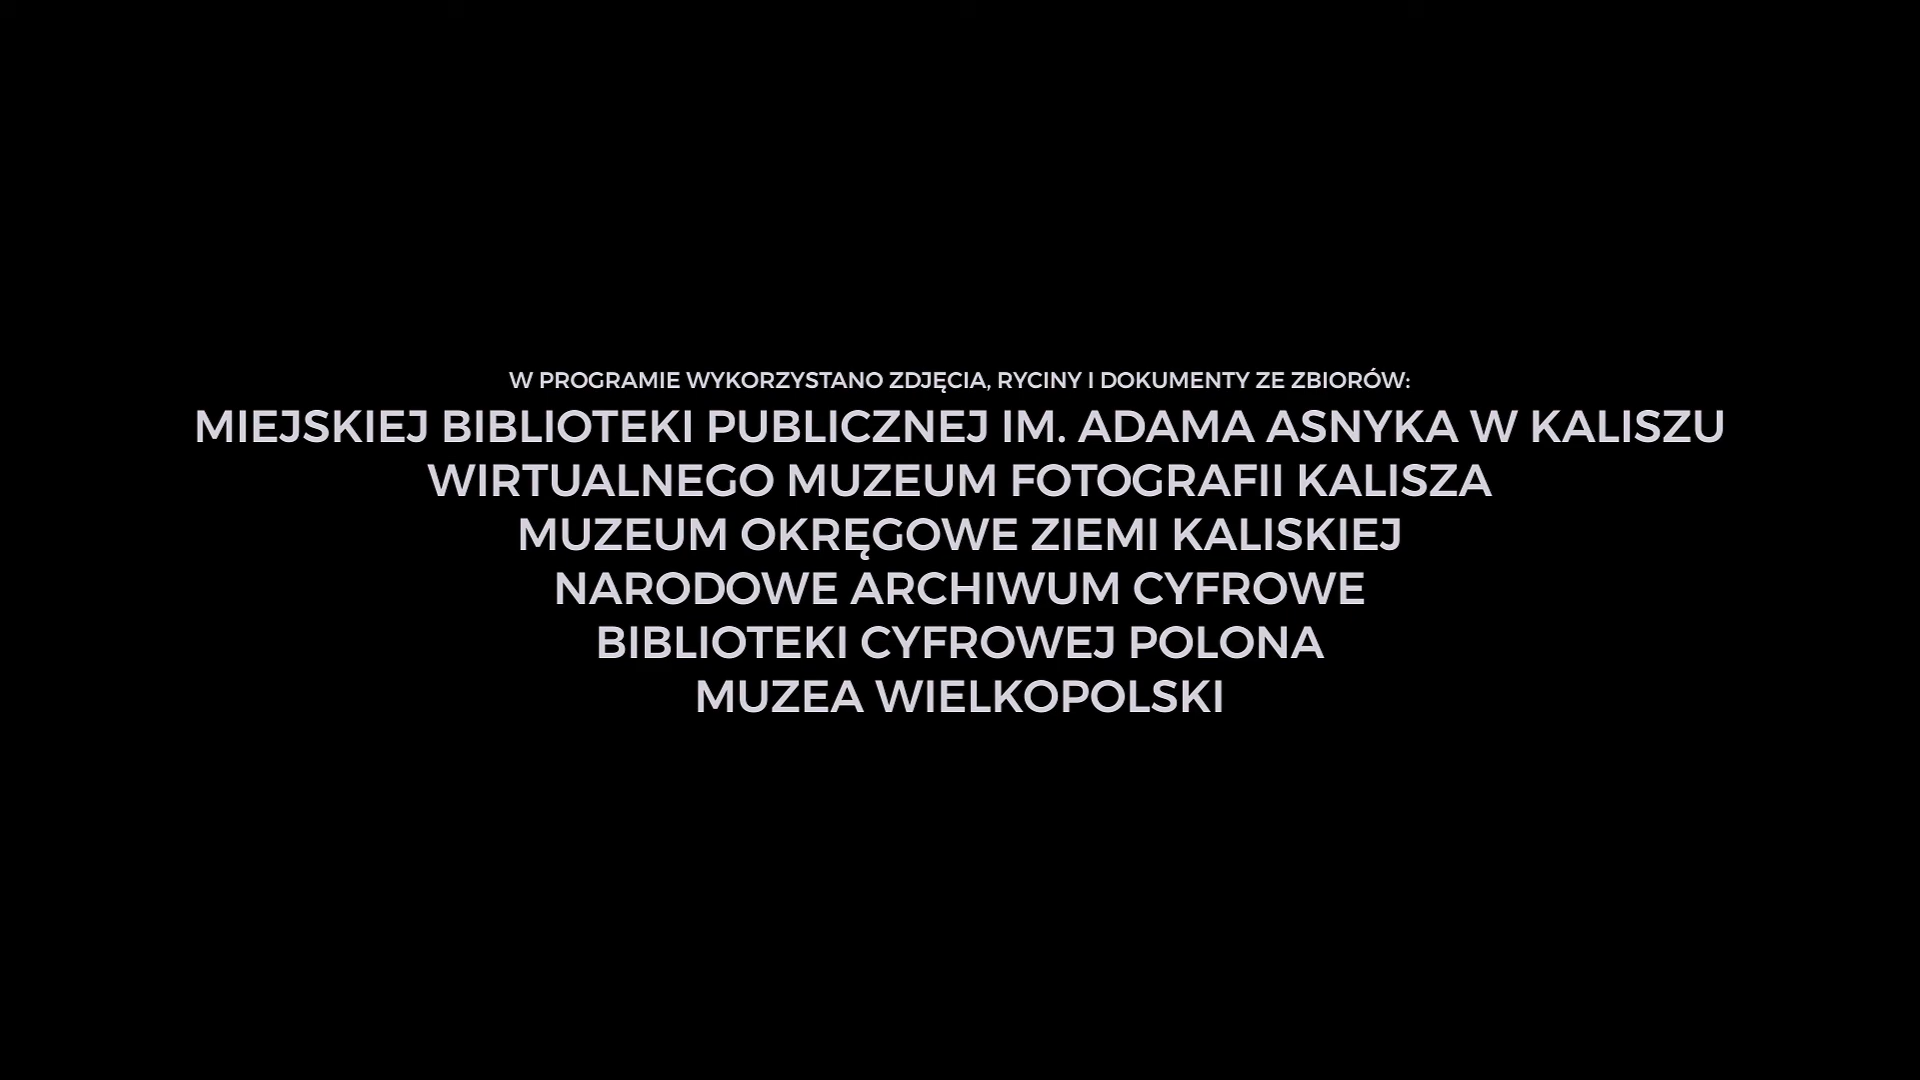 W PROGRAMIE WYKORZYSTANO ZDJĘCIA, RYCINY I DOKUMENTY ZE ZBIORÓW:
MIEJSKIEJ BIBLIOTEKI PUBLICZNEJ IM. ADAMA ASNYKA W KALISZU
WIRTUALNEGO MUZEUM FOTOGRAFII KALISZA
MUZEUM OKRĘGOWE ZIEMI KALISKIEJ
NARODOWE ARCHIWUM CYFROWE
BIBLIOTEKI CYFROWEJ POLONA
MUZEA WIELKOPOLSKI